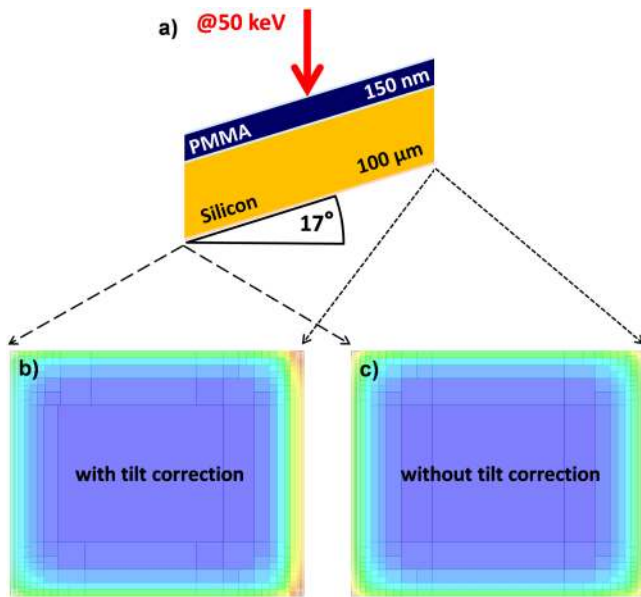 a)
@50 keV
150 nm
PMMA
100 µm
Silicon
17°
b)
c)
with tilt correction
without tilt correction